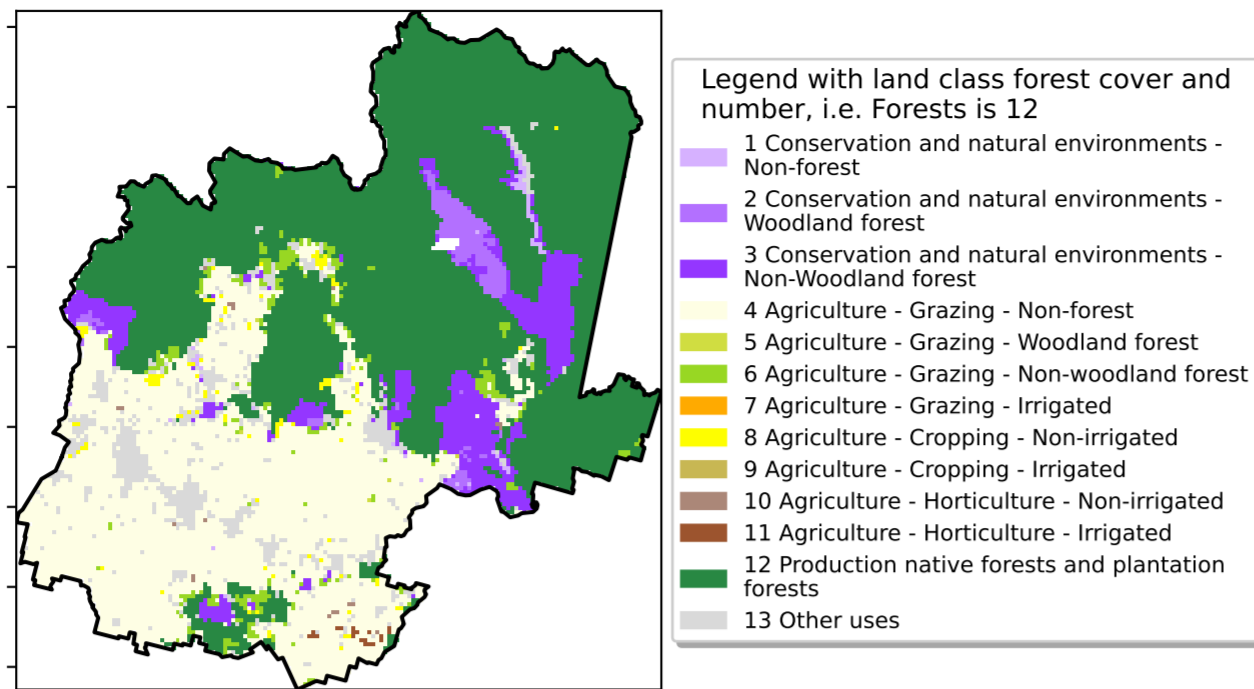 Legend with land class forest cover and
number, i.e. Forests is 12
1 Conservation and natural environments -
Non-forest
2 Conservation and natural environments -
Woodland forest
3 Conservation and natural environments -
Non-Woodland forest
4 Agriculture - Grazing - Non-forest
5 Agriculture - Grazing - Woodland forest
6 Agriculture - Grazing - Non-woodland forest
7 Agriculture - Grazing - Irrigated
8 Agriculture - Cropping - Non-irrigated
9 Agriculture - Cropping - Irrigated
10 Agriculture - Horticulture - Non-irrigated
11 Agriculture - Horticulture - Irrigated
12 Production native forests and plantation
forests
13 Other uses